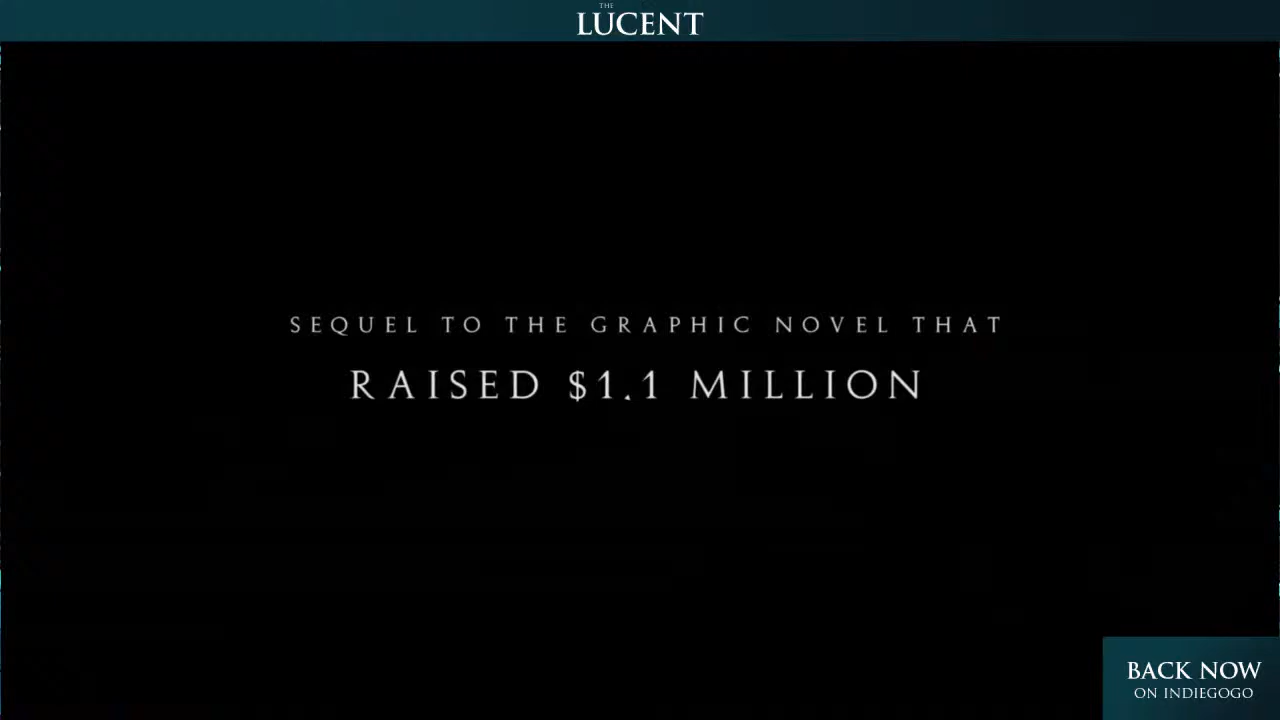 THE
LUCENT
SEQUEL TO THE GRAPHIC NOVEL THAT
RAISED $1.1 MILLION
BACK NOW
ON INDIEGOGO